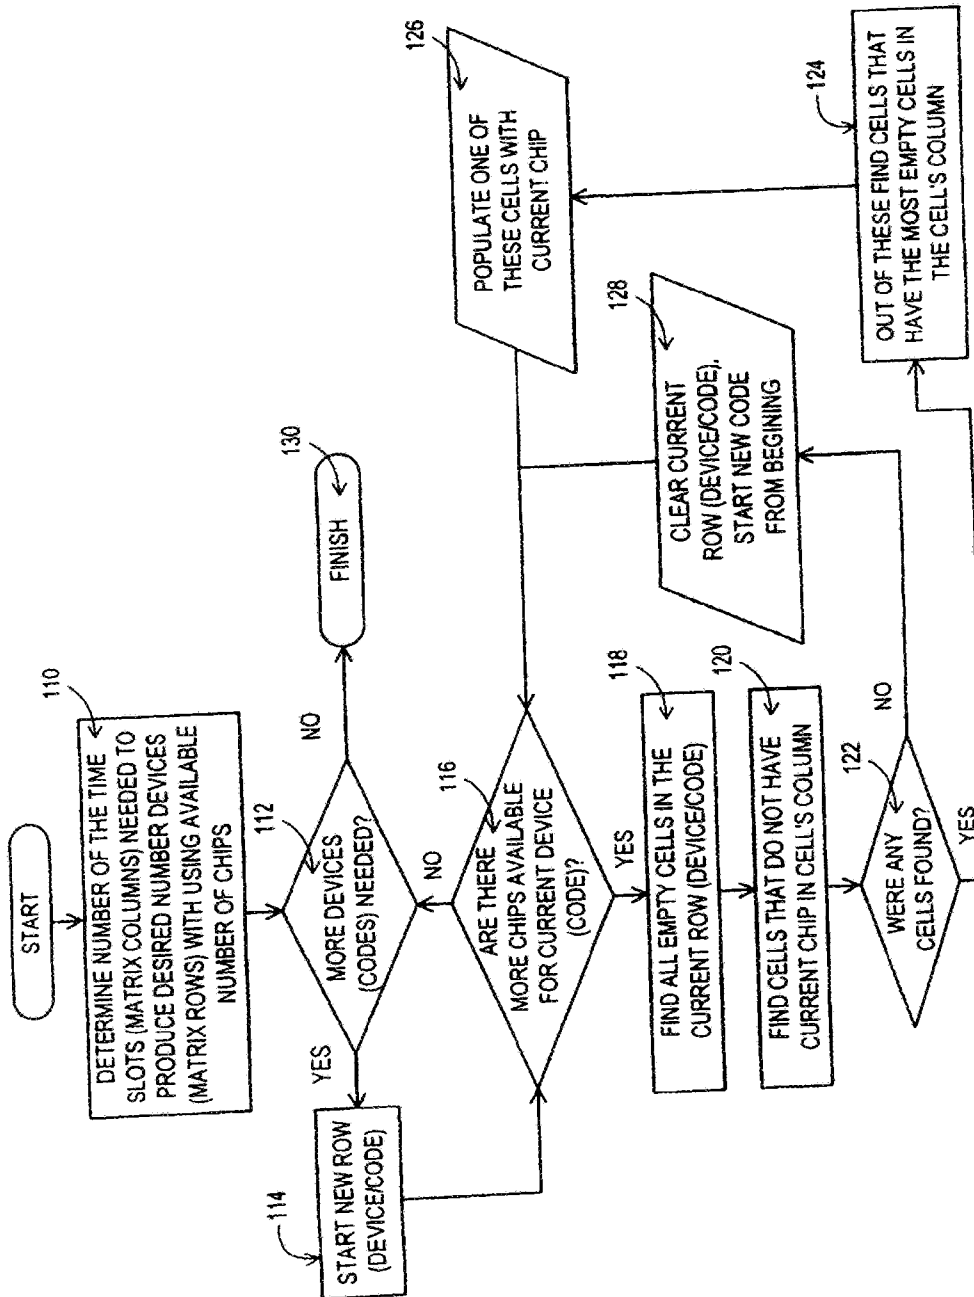 START
110
DETERMINE NUMBER OF THE TIME
SLOTS (MATRIX COLUMNS) NEEDED TO
PRODUCE DESIRED NUMBER DEVICES
(MATRIX ROWS) WITH USING AVAILABLE
NUMBER OF CHIPS
112
MORE DEVICES
(CODES) NEEDED?
NO
130
FINISH
YES
114
START NEW ROW
(DEVICE/CODE)
NO
116
ARE THERE
MORE CHIPS AVAILABLE
FOR CURRENT DEVICE
(CODE)?
YES
118
FIND ALL EMPTY CELLS IN THE
CURRENT ROW (DEVICE/CODE)
120
FIND CELLS THAT DO NOT HAVE
CURRENT CHIP IN CELL'S COLUMN
122
WERE ANY
CELLS FOUND?
NO
YES
128
CLEAR CURRENT
ROW (DEVICE/CODE).
START NEW CODE
FROM BEGINING
124
OUT OF THESE FIND CELLS THAT
HAVE THE MOST EMPTY CELLS IN
THE CELL'S COLUMN
126
POPULATE ONE OF
THESE CELLS WITH
CURRENT CHIP